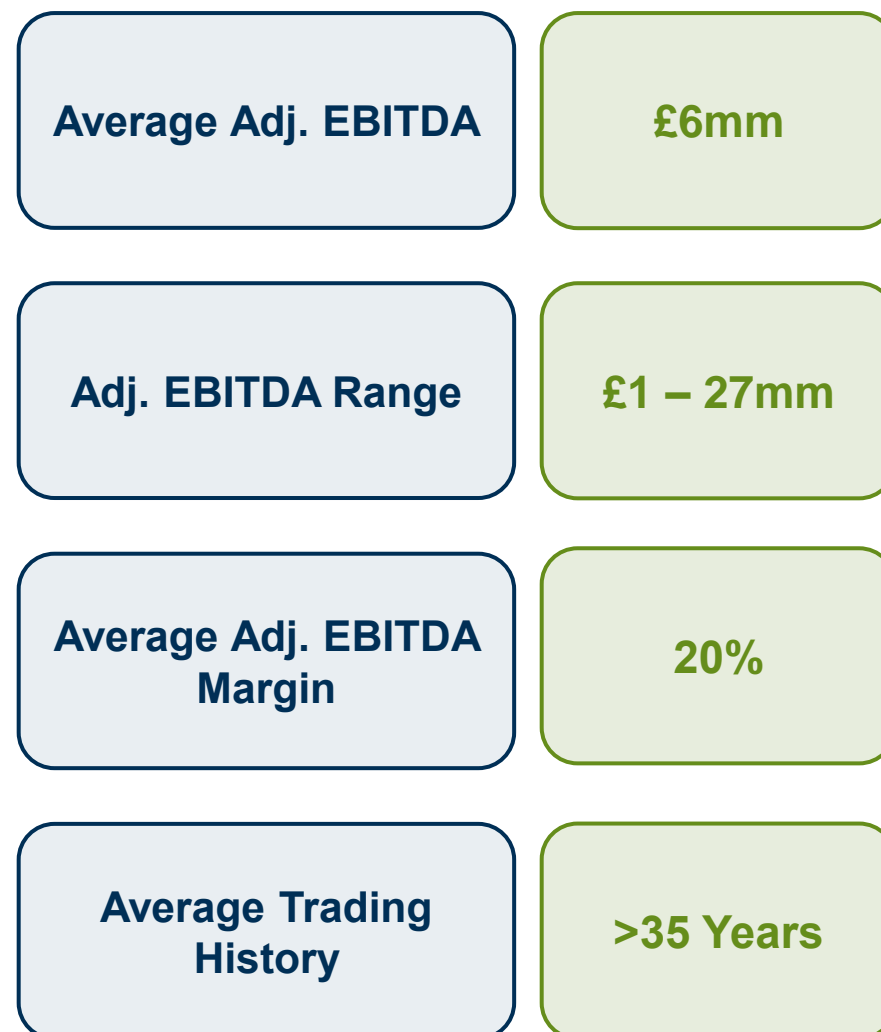 Average Adj. EBITDA
£6mm
Adj. EBITDA Range
£1 – 27mm
Average Adj. EBITDA
Margin
20%
Average Trading
History
>35 Years